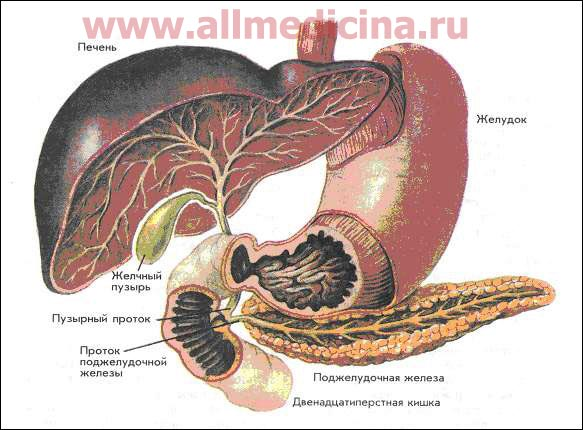 www.allmedicina.ru
Печень
Желудок
Желчный
пузырь
Пузырный проток
Проток
поджелудочной
железы
Поджелудочная железа
Двенадцатиперстная кишка